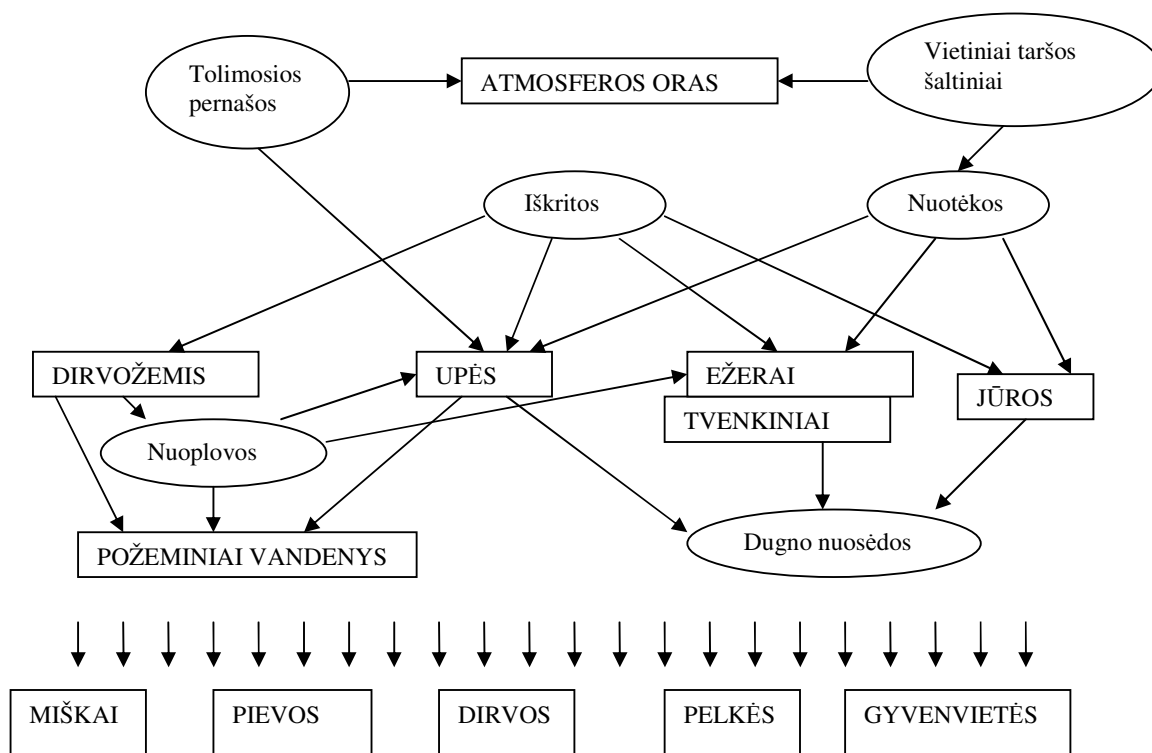 Tolimosios
pernašos
ATMOSFEROS ORAS
Vietiniai taršos
šaltiniai
Iškritos
Nuotėkos
DIRVOŽEMIS
UPĖS
EŽERAI
TVENKINIAI
JŪROS
Nuoplovos
POŽEMINIAI VANDENYS
Dugno nuosėdos
MIŠKAI
PIEVOS
DIRVOS
PELKĖS
GYVENVIETĖS